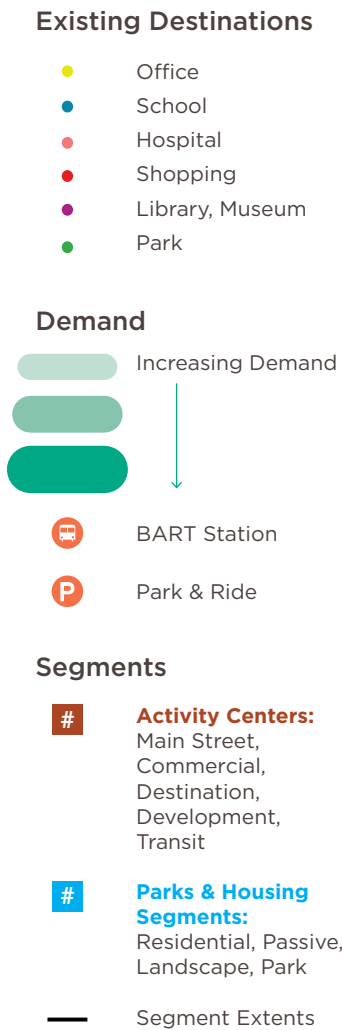 Existing Destinations
Office
School
Hospital
Shopping
Library, Museum
Park
Demand
Increasing Demand
BART Station
P Park & Ride
Segments
# Activity Centers:
Main Street,
Commercial,
Destination,
Development,
Transit
# Parks & Housing
Segments:
Residential, Passive,
Landscape, Park
Segment Extents